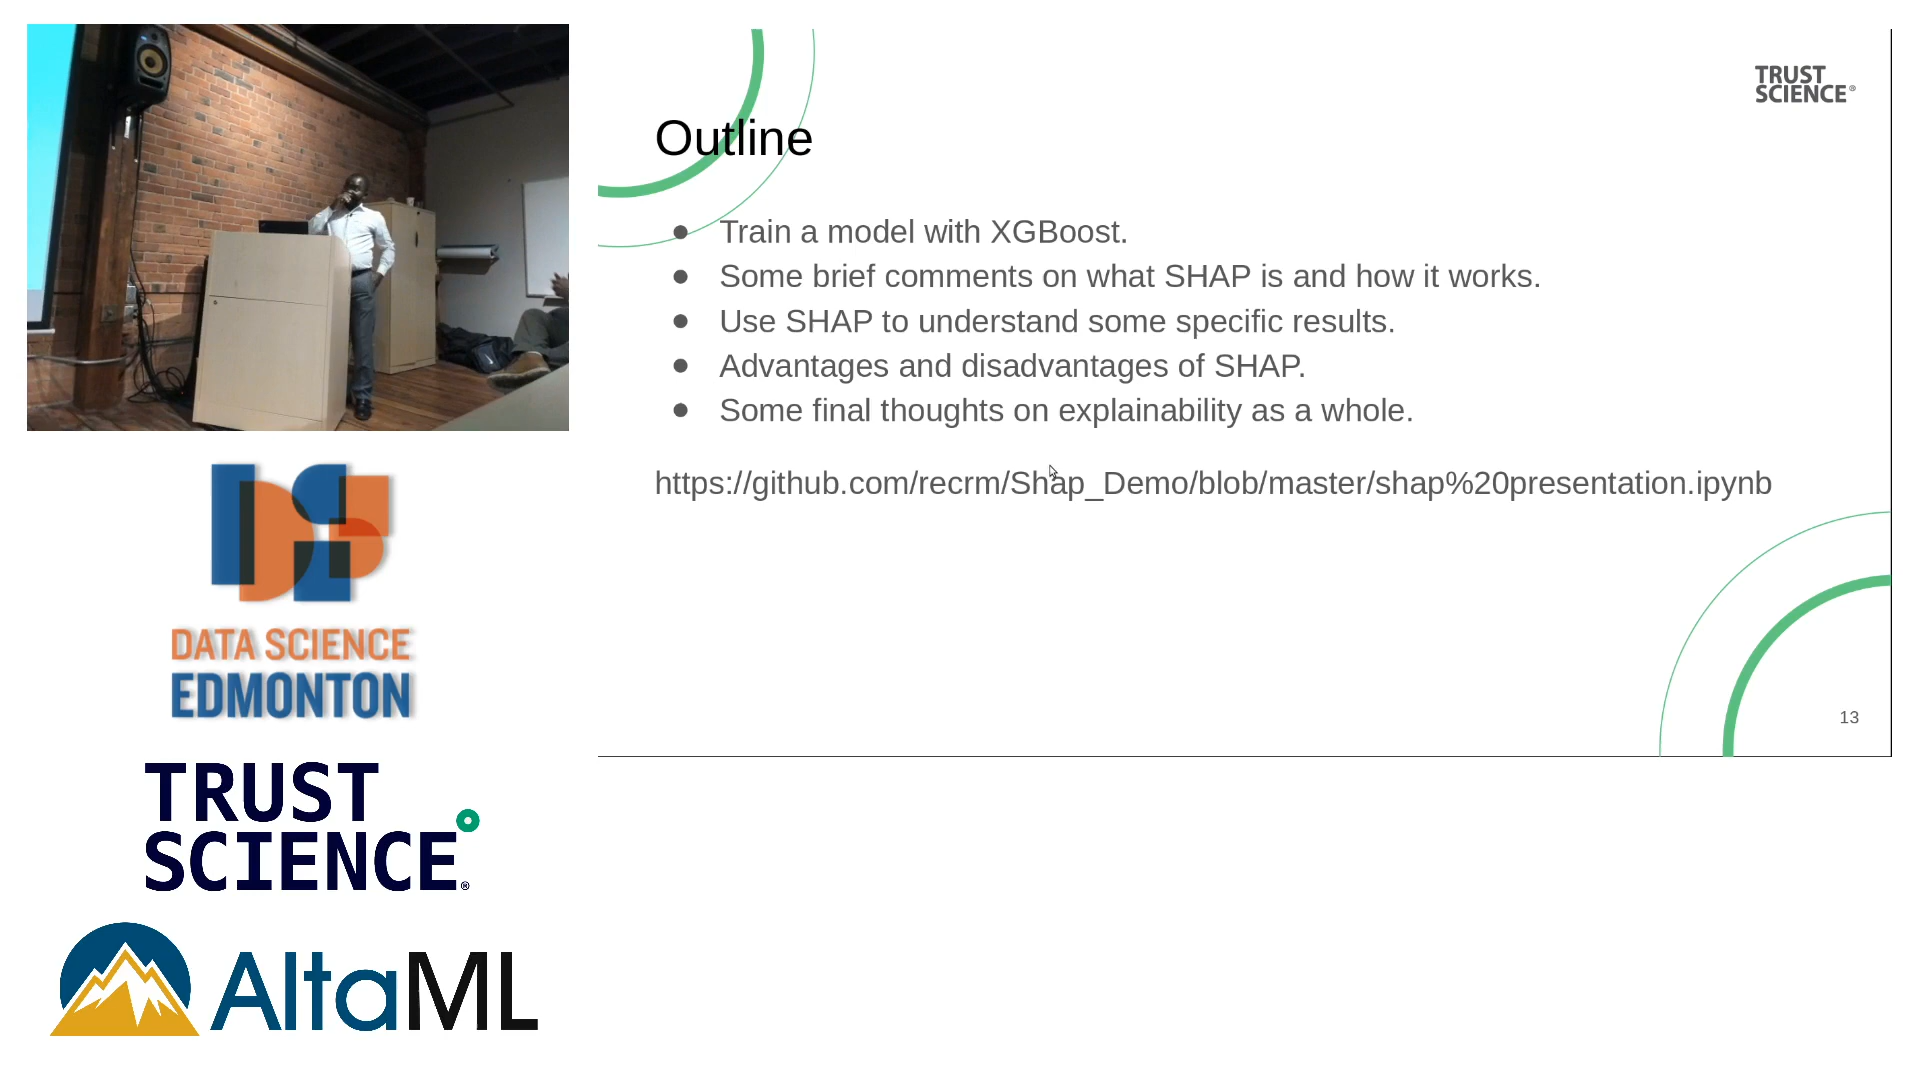 TRUST
SCIENCE®
Outline
● Train a model with XGBoost.
● Some brief comments on what SHAP is and how it works.
● Use SHAP to understand some specific results.
● Advantages and disadvantages of SHAP.
● Some final thoughts on explainability as a whole.
https://github.com/recrm/Shap_Demo/blob/master/shap%20presentation.ipynb
13
DATA SCIENCE
EDMONTON
TRUST
SCIENCE®
AltaML